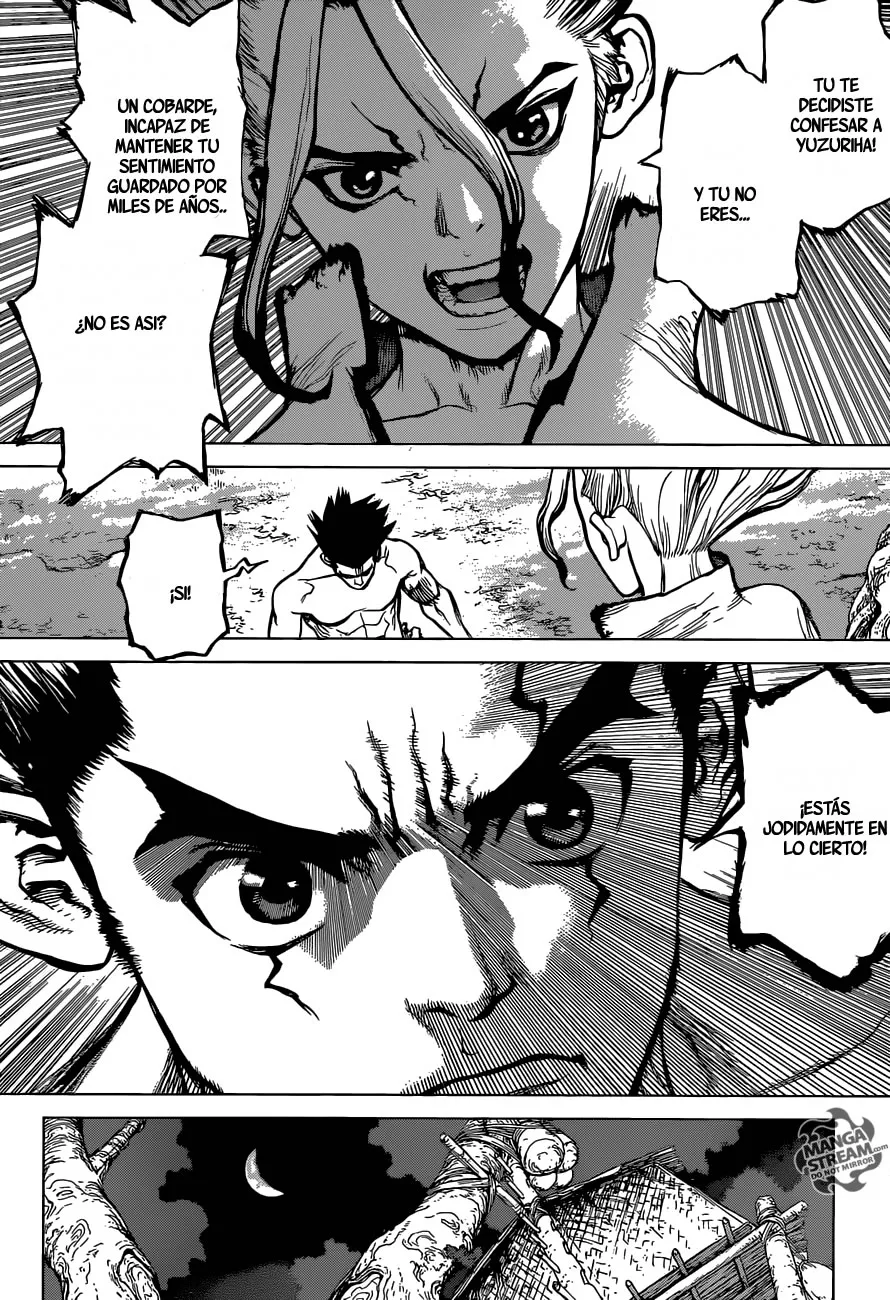 TU TE
DECIDISTE
CONFESAR A
YUZURIHA!
Y TU NO
ERES...
UN COBARDE,
INCAPAZ DE
MANTENER TU
SENTIMIENTO
GUARDADO POR
MILES DE AÑOS..
¿NO ES ASI?
¡SI!
¡ESTÁS
JODIDAMENTE EN
LO CIERTO!
MANGA
STREAM.com
DO NOT MIRROR